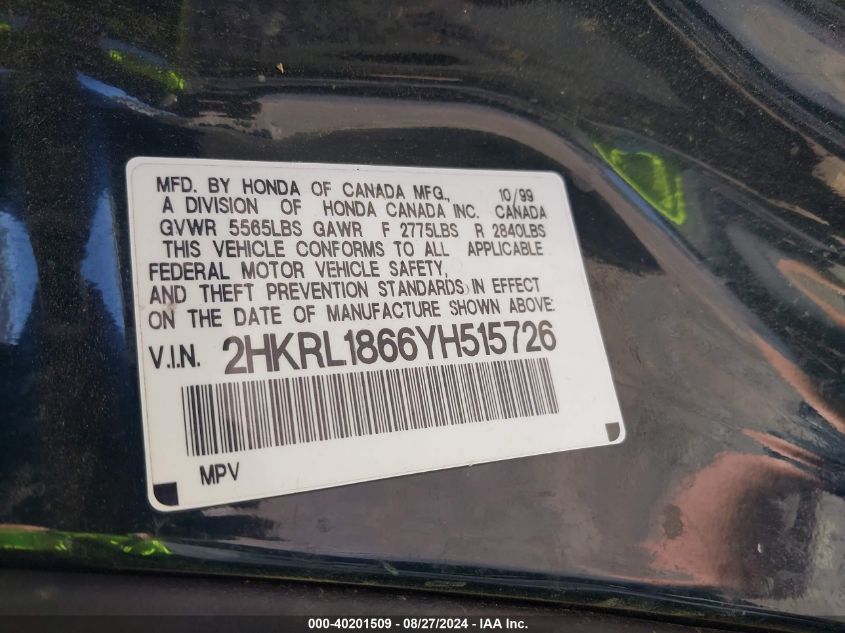 MFD. BY HONDA OF CANADA MFG., 10/99
A DIVISION OF HONDA CANADA INC. CANADA
GVWR 5565LBS GAWR F 2775LBS R 2840LBS
THIS VEHICLE CONFORMS TO ALL APPLICABLE
FEDERAL MOTOR VEHICLE SAFETY,
AND THEFT PREVENTION STANDARDS IN EFFECT
ON THE DATE OF MANUFACTURE SHOWN ABOVE.
V.I.N. 2HKRL1866YH515726
MPV
000-40201509 - 08/27/2024 - IAAI.com